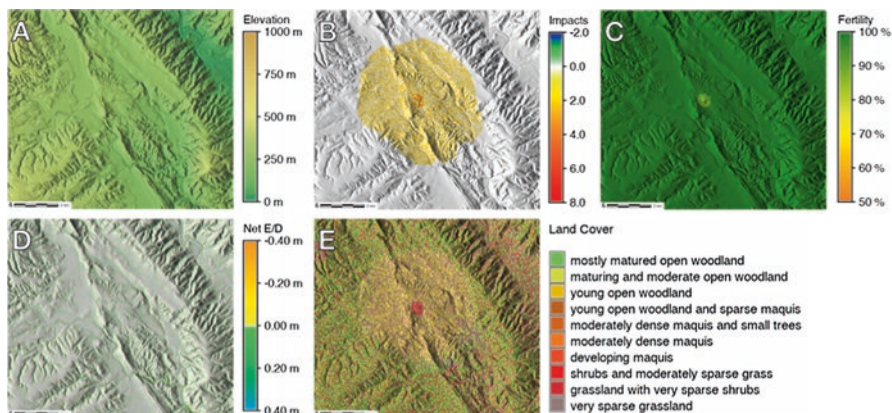 A
Elevation
1000 m
750 m
500 m
250 m
0 m
B
Impacts
-2.0
0.0
2.0
4.0
6.0
8.0
C
Fertility
100 %
90 %
80 %
70 %
60 %
50 %
D
Net E/D
-0.40 m
-0.20 m
0.00 m
0.20 m
0.40 m
E
Land Cover
mostly matured open woodland
maturing and moderate open woodland
young open woodland
young open woodland and sparse maquis
moderately dense maquis and small trees
moderately dense maquis
developing maquis
shrubs and moderately sparse grass
grassland with very sparse shrubs
very sparse grassland